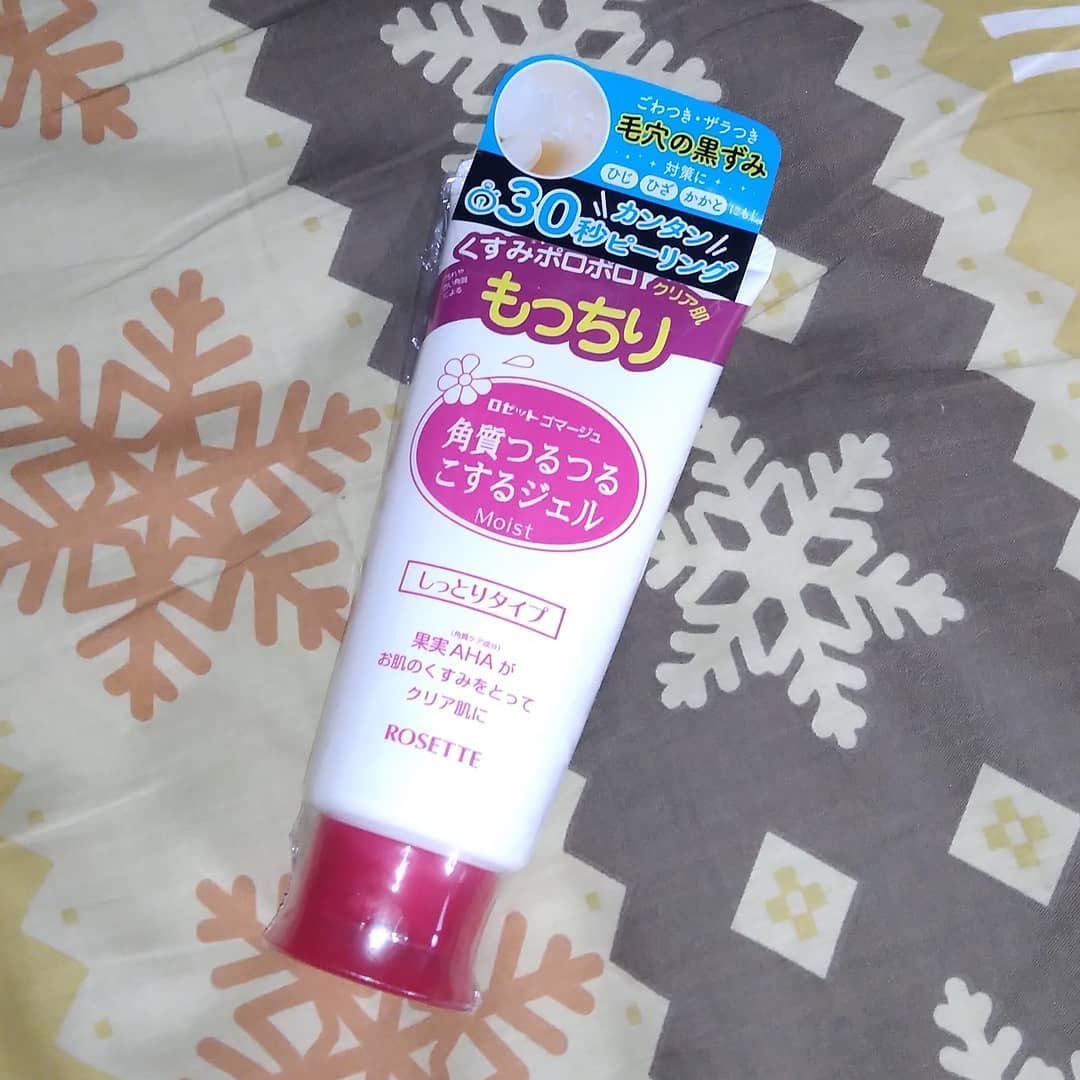 ごわつき・ザラつき
毛穴の黒ずみ
対策に
ひじ ひざ かかと にも!
30秒ピーリング
カンタン
くすみポロポロ
クリア肌
による
もっちり
ロゼット ゴマージュ
角質つるつる
こするジェル
Moist
しっとりタイプ
(角質ケア成分)
果実AHAが
お肌のくすみをとって
クリア肌に
ROSETTE